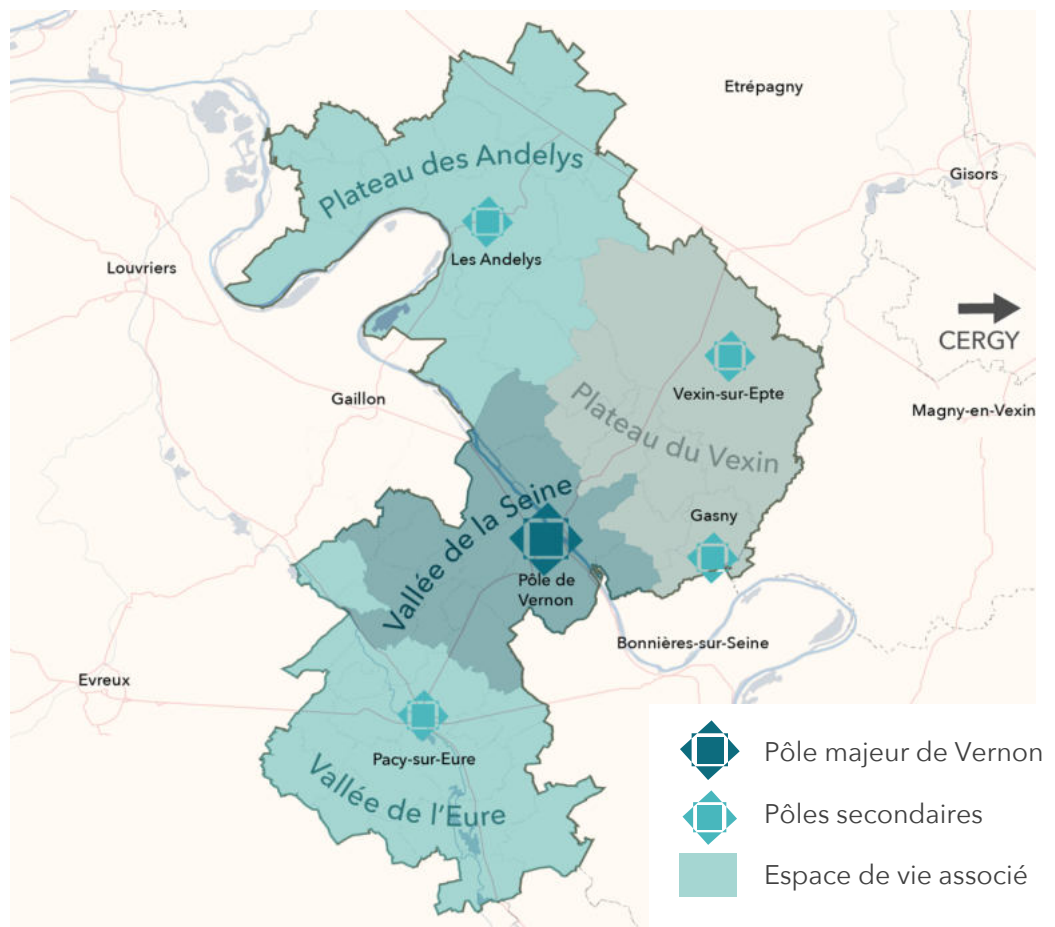 Etrépagny
Plateau des Andelys
Gisors
Les Andelys
Louvriers
CERGY
Vexin-sur-Epte
Gaillon
Magny-en-Vexin
Plateau du Vexin
Vallée de la Seine
Gasny
Pôle de
Vernon
Bonnières-sur-Seine
Evreux
Pacy-sur-Eure
Vallée de l'Eure
Pôle majeur de Vernon
Pôles secondaires
Espace de vie associé